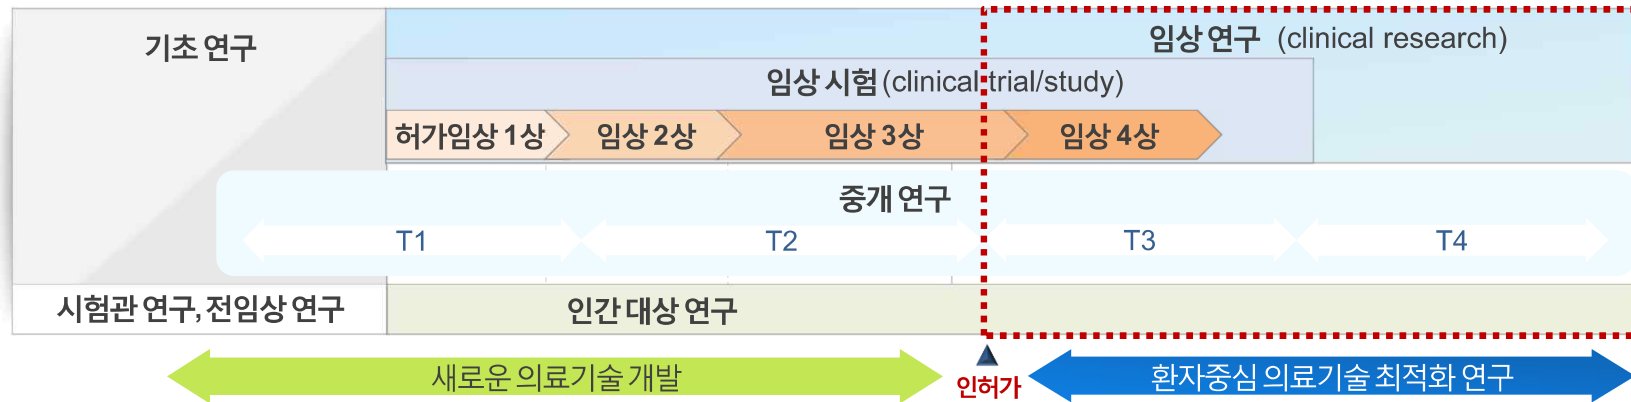 기초 연구
임상 연구 (clinical research)
임상 시험(clinical trial/study)
허가임상 1상
임상 2상
임상 3상
임상 4상
중개 연구
T1
T2
T3
T4
시험관 연구, 전임상 연구
인간 대상 연구
새로운 의료기술 개발
인허가
환자중심 의료기술 최적화 연구